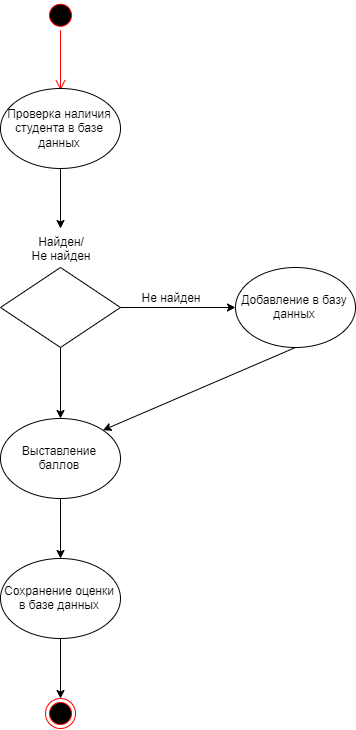 Проверка наличия
студента в базе
данных
Найден/
Не найден
Не найден
Добавление в базу
данных
Выставление
баллов
Сохранение оценки
в базе данных